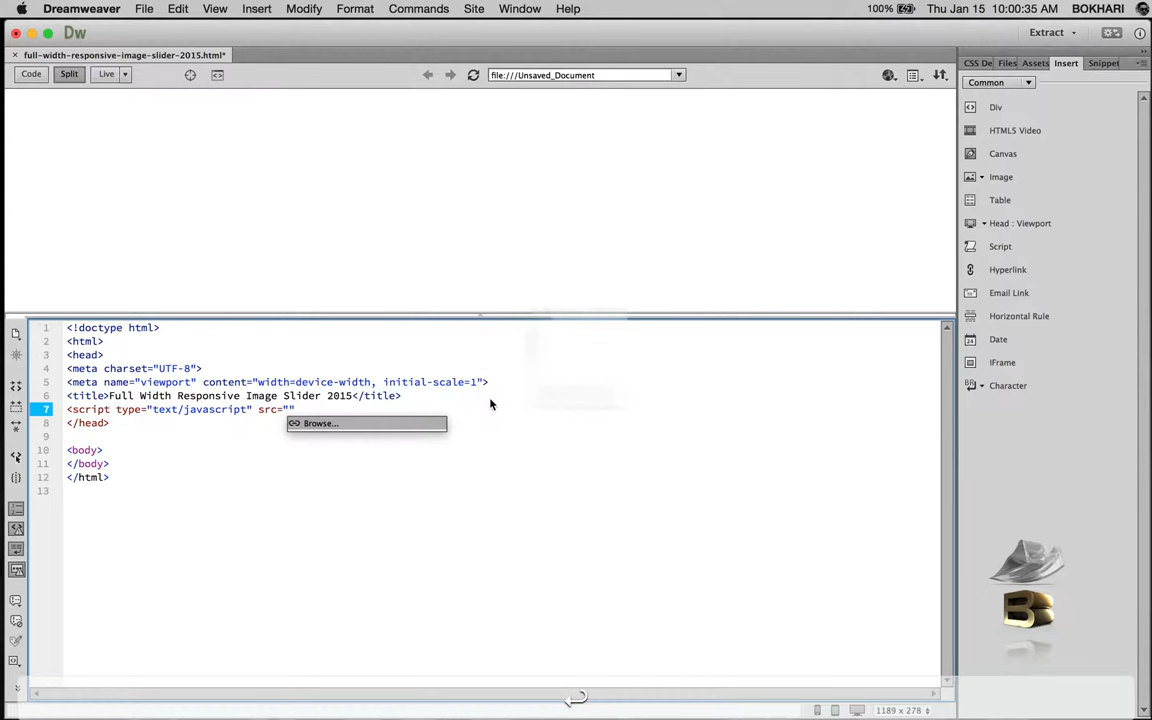 Dreamweaver File Edit View Insert Modify Format Commands Site Window Help 100% Thu Jan 15 10:00:35 AM BOKHARI
Dw Extract
full-width-responsive-image-slider-2015.html*
CSS De Files Assets Insert Snippet
Code Split Live file:///Unsaved_Document
Common
Div
HTML5 Video
Canvas
Image
Table
Head : Viewport
Script
Hyperlink
Email Link
Horizontal Rule
Date
IFrame
Character
1 <!doctype html>
2 <html>
3 <head>
4 <meta charset="UTF-8">
5 <meta name="viewport" content="width=device-width, initial-scale=1">
6 <title>Full Width Responsive Image Slider 2015</title>
7 <script type="text/javascript" src=""
Browse...
8 </head>
9
10 <body>
11 </body>
12 </html>
13
B
1189 x 278